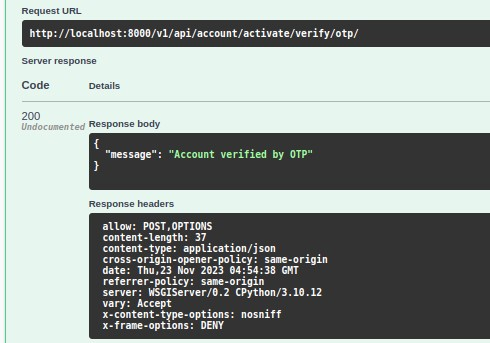 Request URL
http://localhost:8000/v1/api/account/activate/verify/otp/
Server response
Code Details
200
Undocumented
Response body
{
"message": "Account verified by OTP"
}
Response headers
allow: POST,OPTIONS
content-length: 37
content-type: application/json
cross-origin-opener-policy: same-origin
date: Thu,23 Nov 2023 04:54:38 GMT
referrer-policy: same-origin
server: WSGIServer/0.2 CPython/3.10.12
vary: Accept
x-content-type-options: nosniff
x-frame-options: DENY